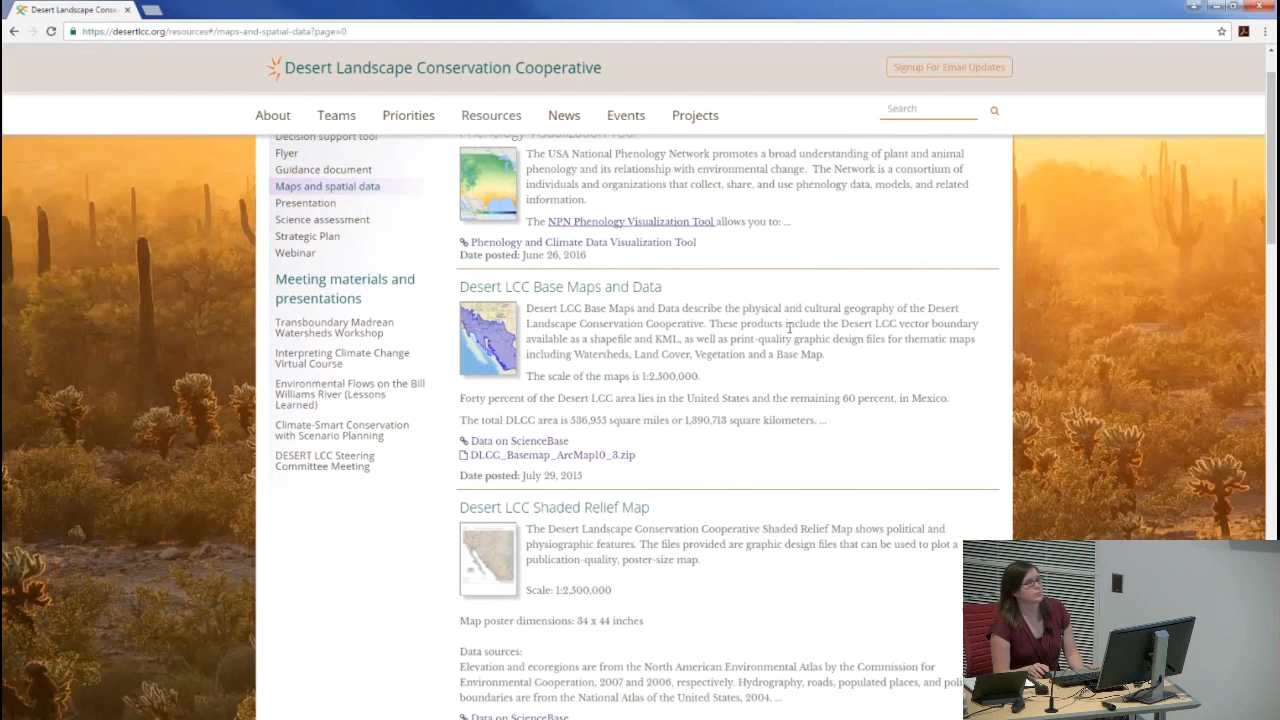 Desert Landscape Cons
https://desertlcc.org/resources#/maps-and-spatial-data?page=0
Desert Landscape Conservation Cooperative
Signup For Email Updates
About
Teams
Priorities
Resources
News
Events
Projects
Search
Decision support tool
Flyer
Guidance document
Maps and spatial data
Presentation
Science assessment
Strategic Plan
Webinar
Meeting materials and
presentations
Transboundary Madrean
Watersheds Workshop
Interpreting Climate Change
Virtual Course
Environmental Flows on the Bill
Williams River (Lessons
Learned)
Climate-Smart Conservation
with Scenario Planning
DESERT LCC Steering
Committee Meeting
Phenology Visualization Tool
The USA National Phenology Network promotes a broad understanding of plant and animal
phenology and its relationship with environmental change. The Network is a consortium of
individuals and organizations that collect, share, and use phenology data, models, and related
information.
The NPN Phenology Visualization Tool allows you to: ...
Phenology and Climate Data Visualization Tool
Date posted: June 26, 2016
Desert LCC Base Maps and Data
Desert LCC Base Maps and Data describe the physical and cultural geography of the Desert
Landscape Conservation Cooperative. These products include the Desert LCC vector boundary
available as a shapefile and KML, as well as print-quality graphic design files for thematic maps
including Watersheds, Land Cover, Vegetation and a Base Map.
The scale of the maps is 1:2,500,000.
Forty percent of the Desert LCC area lies in the United States and the remaining 60 percent, in Mexico.
The total DLCC area is 536,955 square miles or 1,390,713 square kilometers. ...
Data on ScienceBase
DLCC_Basemap_ArcMap10_3.zip
Date posted: July 29, 2015
Desert LCC Shaded Relief Map
The Desert Landscape Conservation Cooperative Shaded Relief Map shows political and
physiographic features. The files provided are graphic design files that can be used to plot a
publication-quality, poster-size map.
Scale: 1:2,500,000
Map poster dimensions: 34 x 44 inches
Data sources:
Elevation and ecoregions are from the North American Environmental Atlas by the Commission for
Environmental Cooperation, 2007 and 2006, respectively. Hydrography, roads, populated places, and poli
boundaries are from the National Atlas of the United States, 2004. ...
Data on ScienceBase